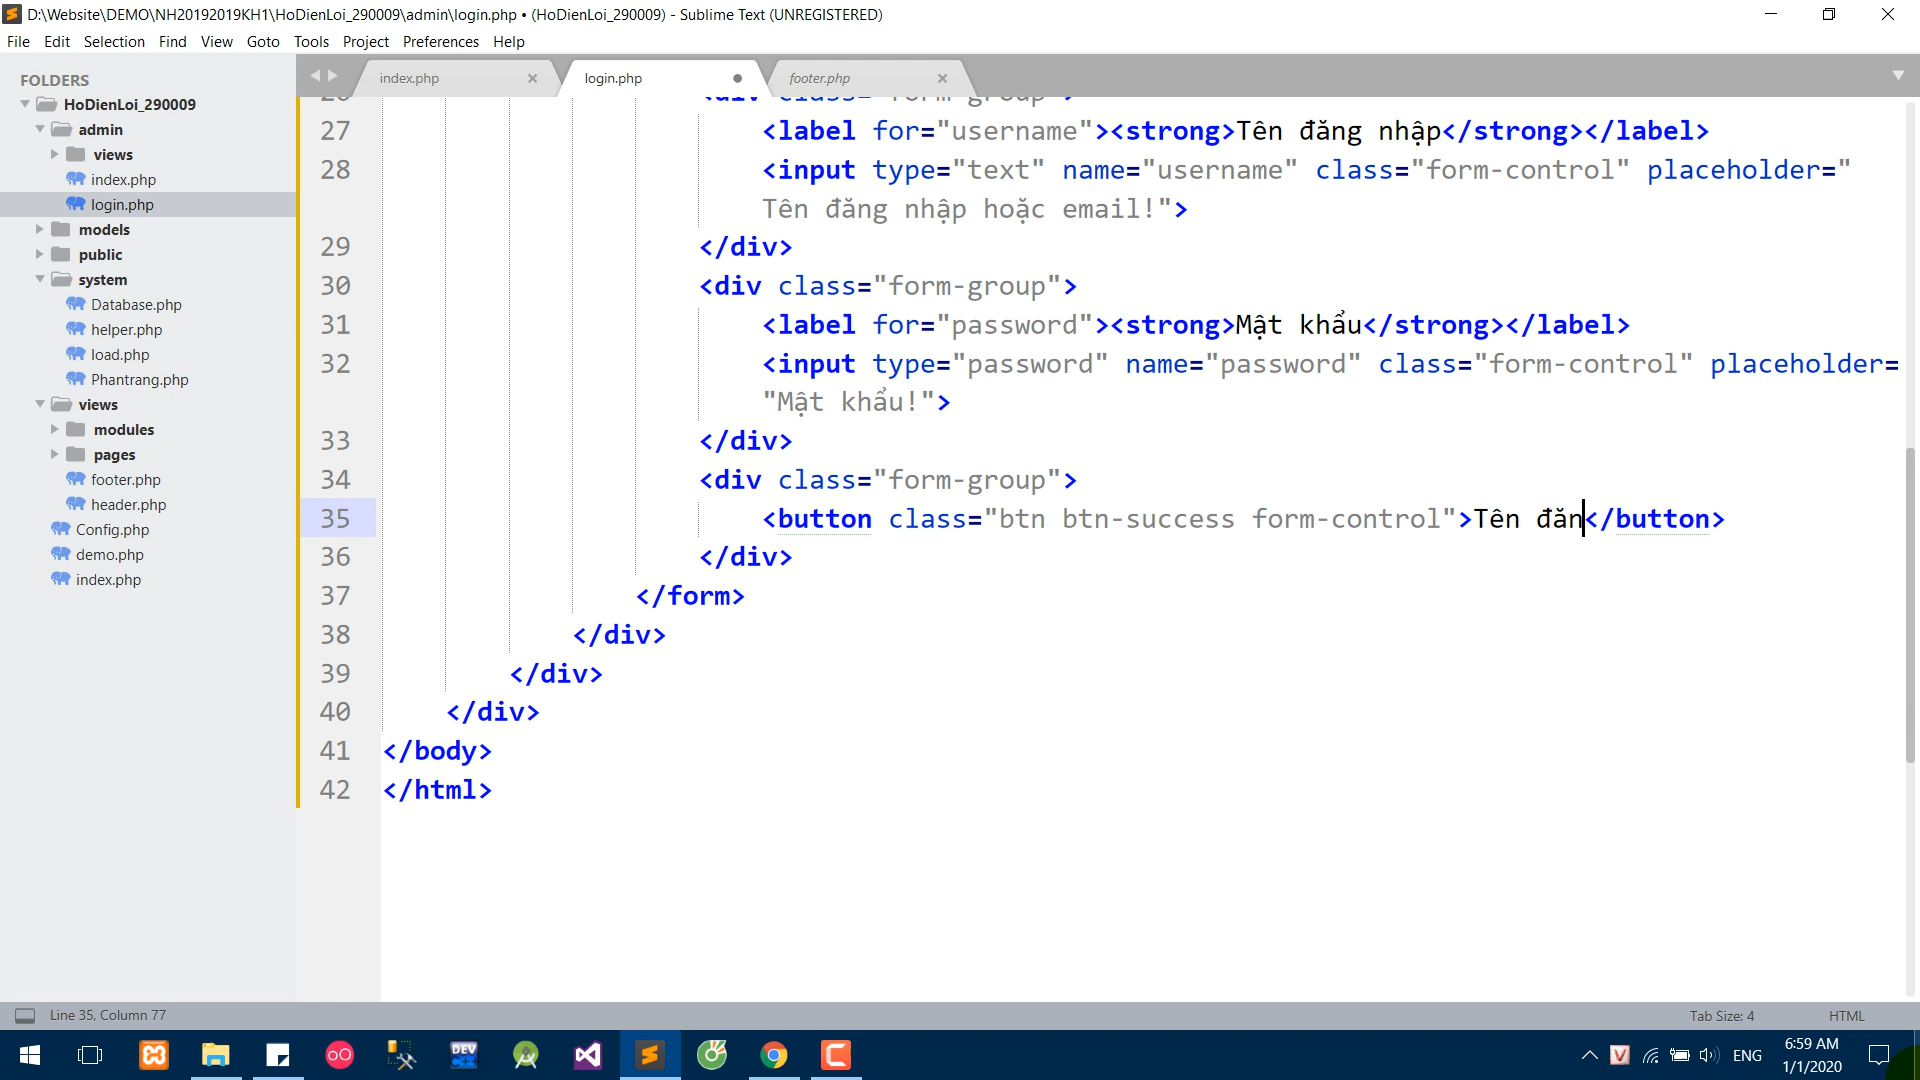 D:\Website\DEMO\NH20192019KH1\HoDienLoi_290009\admin\login.php • (HoDienLoi_290009) - Sublime Text (UNREGISTERED)
File Edit Selection Find View Goto Tools Project Preferences Help
FOLDERS
HoDienLoi_290009
admin
views
index.php
login.php
models
public
system
Database.php
helper.php
load.php
Phantrang.php
views
modules
pages
footer.php
header.php
Config.php
demo.php
index.php
index.php login.php footer.php
26 <div class="form-group">
27 <label for="username"><strong>Tên đăng nhập</strong></label>
28 <input type="text" name="username" class="form-control" placeholder="
Tên đăng nhập hoặc email!">
29 </div>
30 <div class="form-group">
31 <label for="password"><strong>Mật khẩu</strong></label>
32 <input type="password" name="password" class="form-control" placeholder=
"Mật khẩu!">
33 </div>
34 <div class="form-group">
35 <button class="btn btn-success form-control">Tên đăn</button>
36 </div>
37 </form>
38 </div>
39 </div>
40 </div>
41 </body>
42 </html>
Line 35, Column 77
Tab Size: 4
HTML
DEV
ENG
6:59 AM
1/1/2020